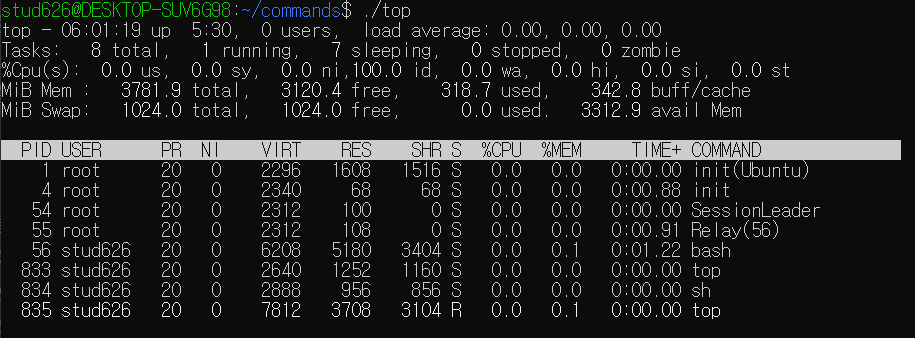 stud626@DESKTOP-SUV6G98:~/commands$ ./top
top - 06:01:19 up  5:30,  0 users,  load average: 0.00, 0.00, 0.00
Tasks:   8 total,   1 running,   7 sleeping,   0 stopped,   0 zombie
%Cpu(s):  0.0 us,  0.0 sy,  0.0 ni,100.0 id,  0.0 wa,  0.0 hi,  0.0 si,  0.0 st
MiB Mem :   3781.9 total,   3120.4 free,    318.7 used,    342.8 buff/cache
MiB Swap:   1024.0 total,   1024.0 free,      0.0 used.   3312.9 avail Mem
PID USER      PR  NI    VIRT    RES    SHR S  %CPU  %MEM     TIME+ COMMAND
1 root      20   0    2296   1608   1516 S   0.0   0.0   0:00.00 init(Ubuntu)
4 root      20   0    2340     68     68 S   0.0   0.0   0:00.88 init
54 root      20   0    2312    100      0 S   0.0   0.0   0:00.00 SessionLeader
55 root      20   0    2312    108      0 S   0.0   0.0   0:00.91 Relay(56)
56 stud626   20   0    6208   5180   3404 S   0.0   0.1   0:01.22 bash
833 stud626   20   0    2640   1252   1160 S   0.0   0.0   0:00.00 top
834 stud626   20   0    2888    956    856 S   0.0   0.0   0:00.00 sh
835 stud626   20   0    7812   3708   3104 R   0.0   0.1   0:00.00 top